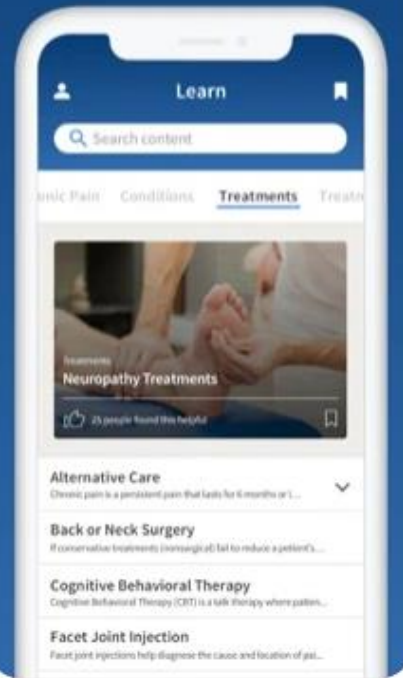 Learn
Search content
onic Pain Conditions Treatments Treatm
Treatments
Neuropathy Treatments
25 people found this helpful
Alternative Care
Chronic pain is a persistent pain that lasts for 6 months or l...
Back or Neck Surgery
If conservative treatments (nonsurgical) fail to reduce a patient's...
Cognitive Behavioral Therapy
Cognitive Behavioral Therapy (CBT) is a talk therapy where patien...
Facet Joint Injection
Facet joint injections help diagnose the cause and location of pai...